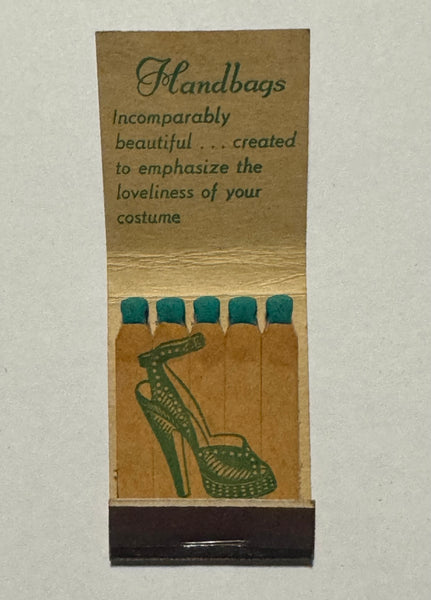 Handbags
Incomparably
beautiful . . . created
to emphasize the
loveliness of your
costume